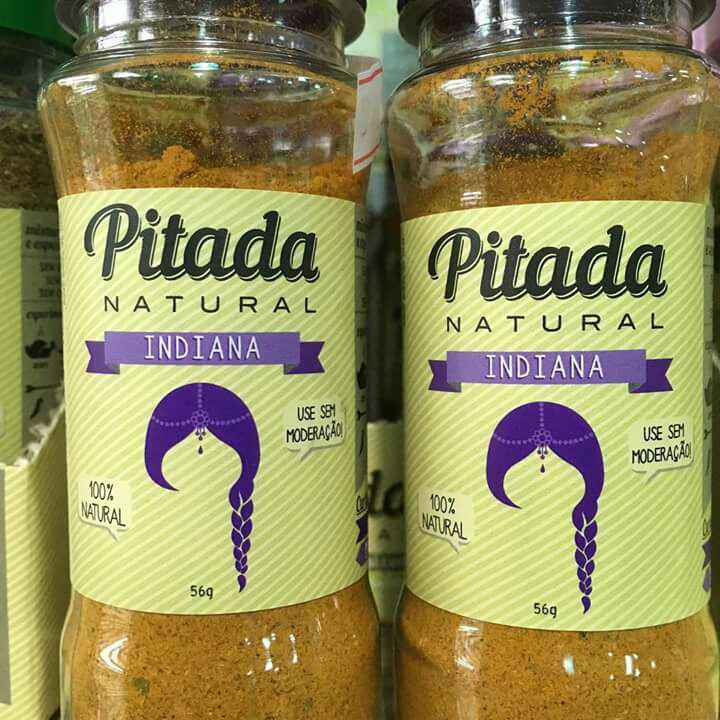 Pitada
NATURAL
INDIANA
USE SEM
MODERAÇÃO!
100%
NATURAL
56g
Pitada
NATURAL
INDIANA
USE SEM
MODERAÇÃO!
100%
NATURAL
56g